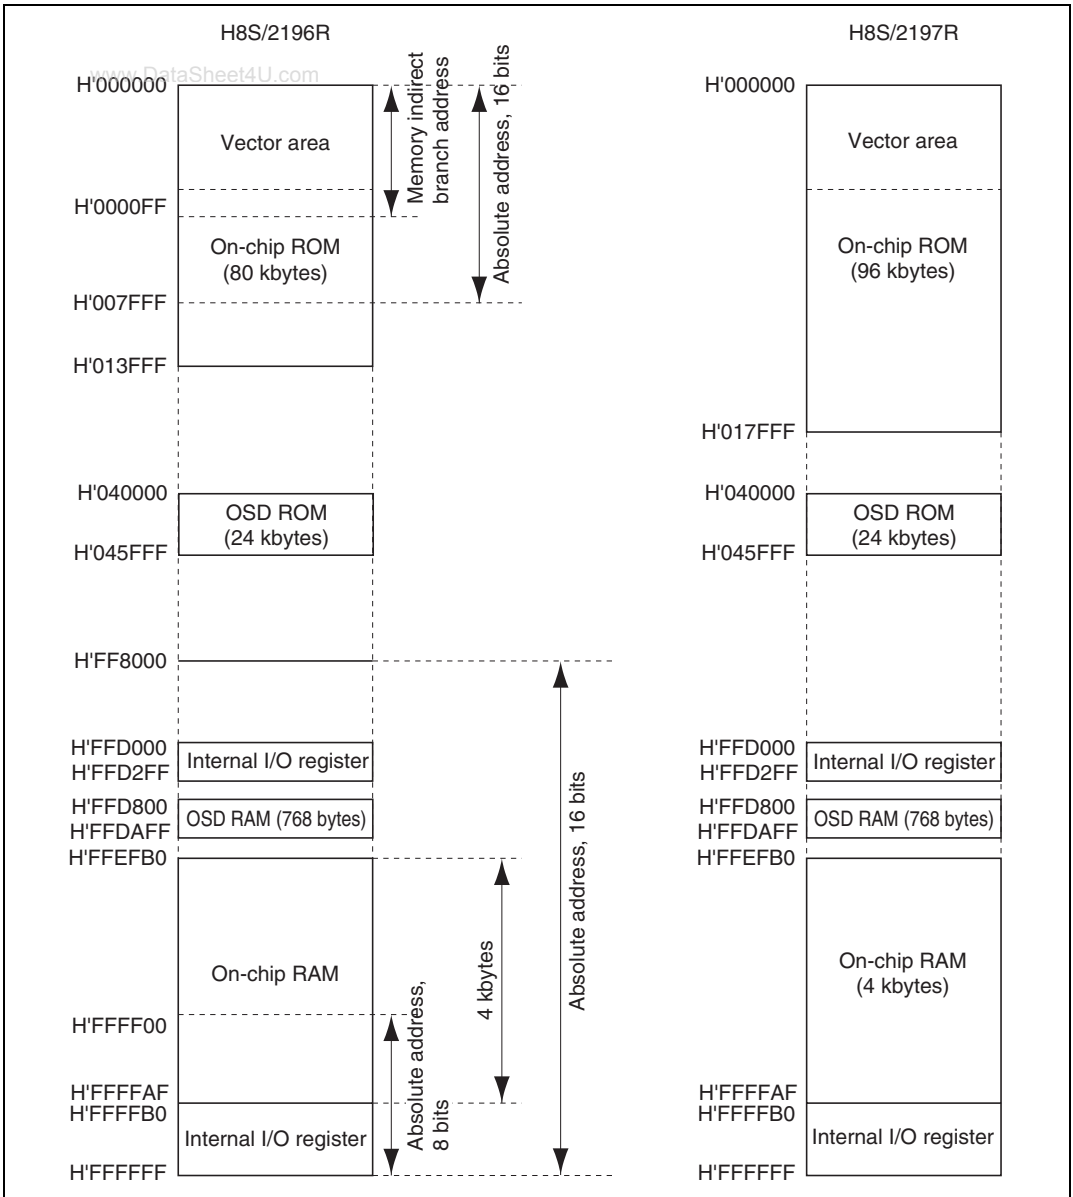 H8S/2196R
www.DataSheet4U.com
H'000000
Vector area
H'0000FF
On-chip ROM
(80 kbytes)
H'007FFF
H'013FFF
H'040000
OSD ROM
(24 kbytes)
H'045FFF
H'FF8000
H'FFD000
Internal I/O register
H'FFD2FF
H'FFD800
OSD RAM (768 bytes)
H'FFDAFF
H'FFEFB0
On-chip RAM
H'FFFF00
H'FFFFAF
H'FFFFB0
Internal I/O register
H'FFFFFF
Memory indirect
branch address
Absolute address, 16 bits
Absolute address,
8 bits
4 kbytes
Absolute address, 16 bits
H8S/2197R
H'000000
Vector area
On-chip ROM
(96 kbytes)
H'017FFF
H'040000
OSD ROM
(24 kbytes)
H'045FFF
H'FFD000
Internal I/O register
H'FFD2FF
H'FFD800
OSD RAM (768 bytes)
H'FFDAFF
H'FFEFB0
On-chip RAM
(4 kbytes)
H'FFFFAF
H'FFFFB0
Internal I/O register
H'FFFFFF